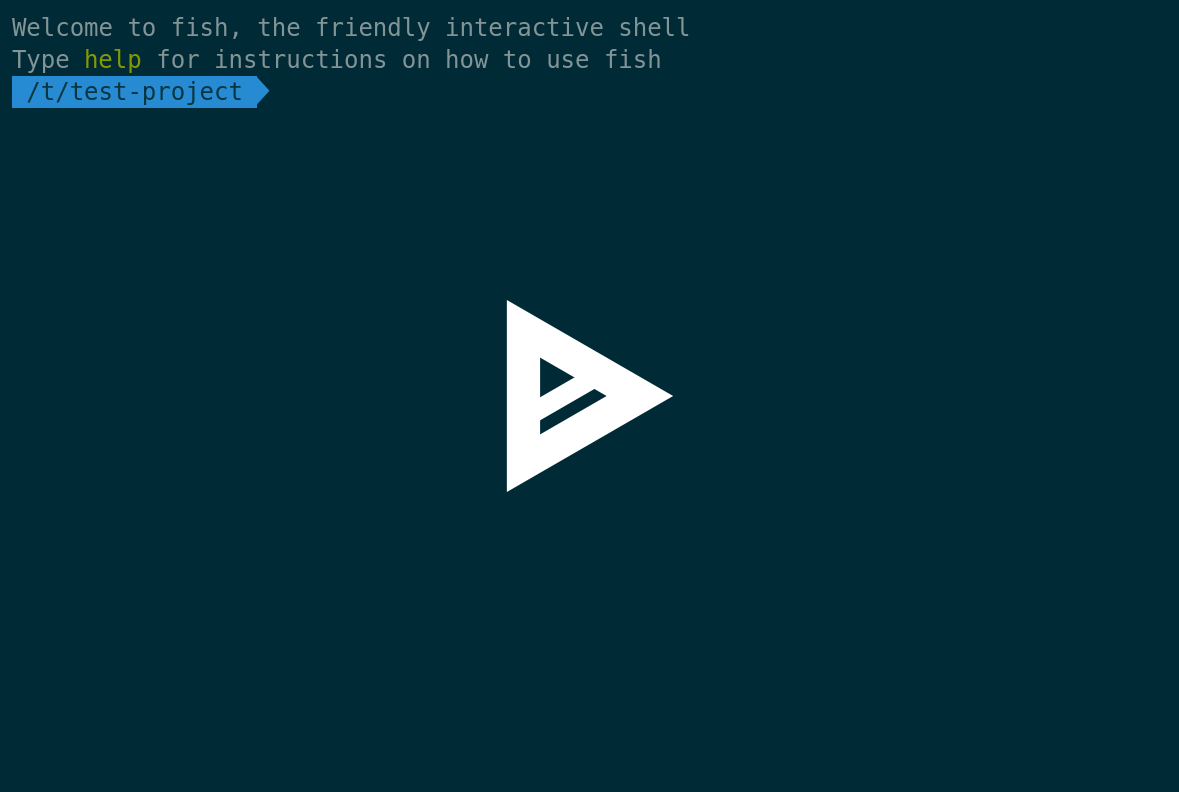 Welcome to fish, the friendly interactive shell
Type help for instructions on how to use fish
/t/test-project